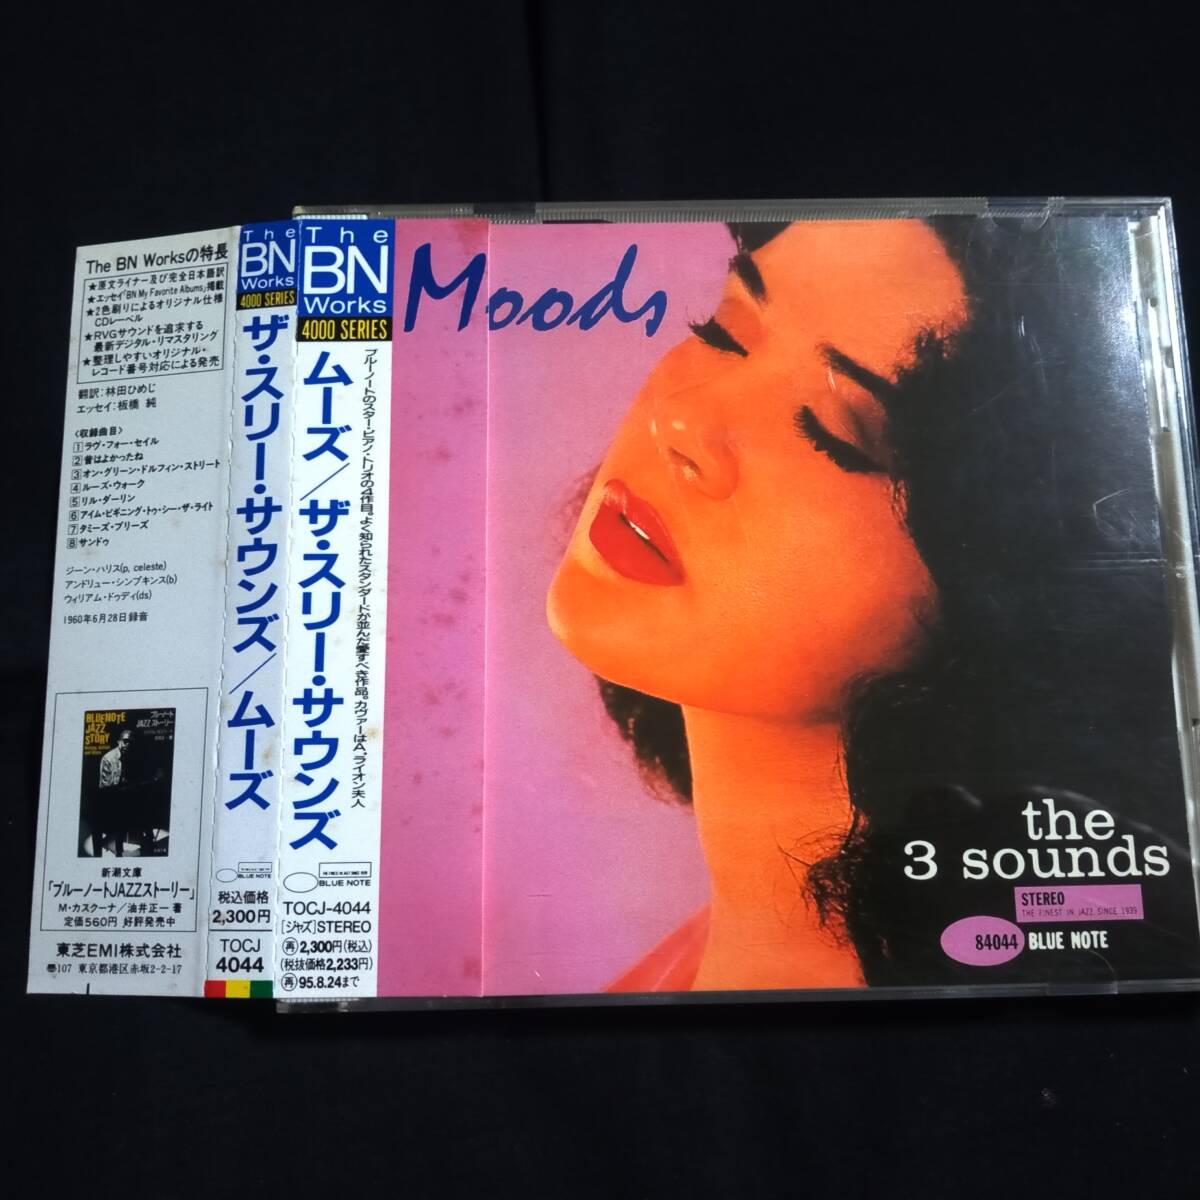 The BN Worksの特長
★原文ライナー及び完全日本語訳
★エッセイ「BN My Favorite Albums」掲載
★2色刷りによるオリジナル仕様
CDレーベル
★RVGサウンドを追求する
最新デジタル・リマスタリング
★整理しやすいオリジナル・
レコード番号対応による発売
翻訳:林田ひめじ
エッセイ:板橋 純
〈収録曲目〉
1 ラヴ・フォー・セイル
2 昔はよかったね
3 オン・グリーン・ドルフィン・ストリート
4 ルーズ・ウォーク
5 リル・ダーリン
6 アイム・ビギニング・トゥ・シー・ザ・ライト
7 タミーズ・ブリーズ
8 サンドゥ
ジーン・ハリス(p, celeste)
アンドリュー・シンプキンス(b)
ウィリアム・ドゥディ(ds)
1960年6月28日録音
BLUENOTE
JAZZ
STORY
ブルーノート
JAZZストーリー
新潮文庫
「ブルーノートJAZZストーリー」
M・カスクーナ/油井正一 著
定価560円 好評発売中
東芝EMI株式会社
〒107 東京都港区赤坂2-2-17
The
BN
Works
4000 SERIES
ザ・スリー・サウンズ/ムーズ
BLUE NOTE
税込価格
2,300円
TOCJ
4044
The
BN
Works
4000 SERIES
ムーズ/ザ・スリー・サウンズ
ブルーノートのスター・ピアノ・トリオの4作目。よく知られたスタンダードが並んだ愛すべき作品。カヴァーはA・ライオン夫人
BLUE NOTE
TOCJ-4044
[ジャズ]STEREO
再 2,300円(税込)
(税抜価格2,233円)
再 95.8.24まで
Moods
the
3 sounds
STEREO
THE FINEST IN JAZZ SINCE 1939
84044 BLUE NOTE